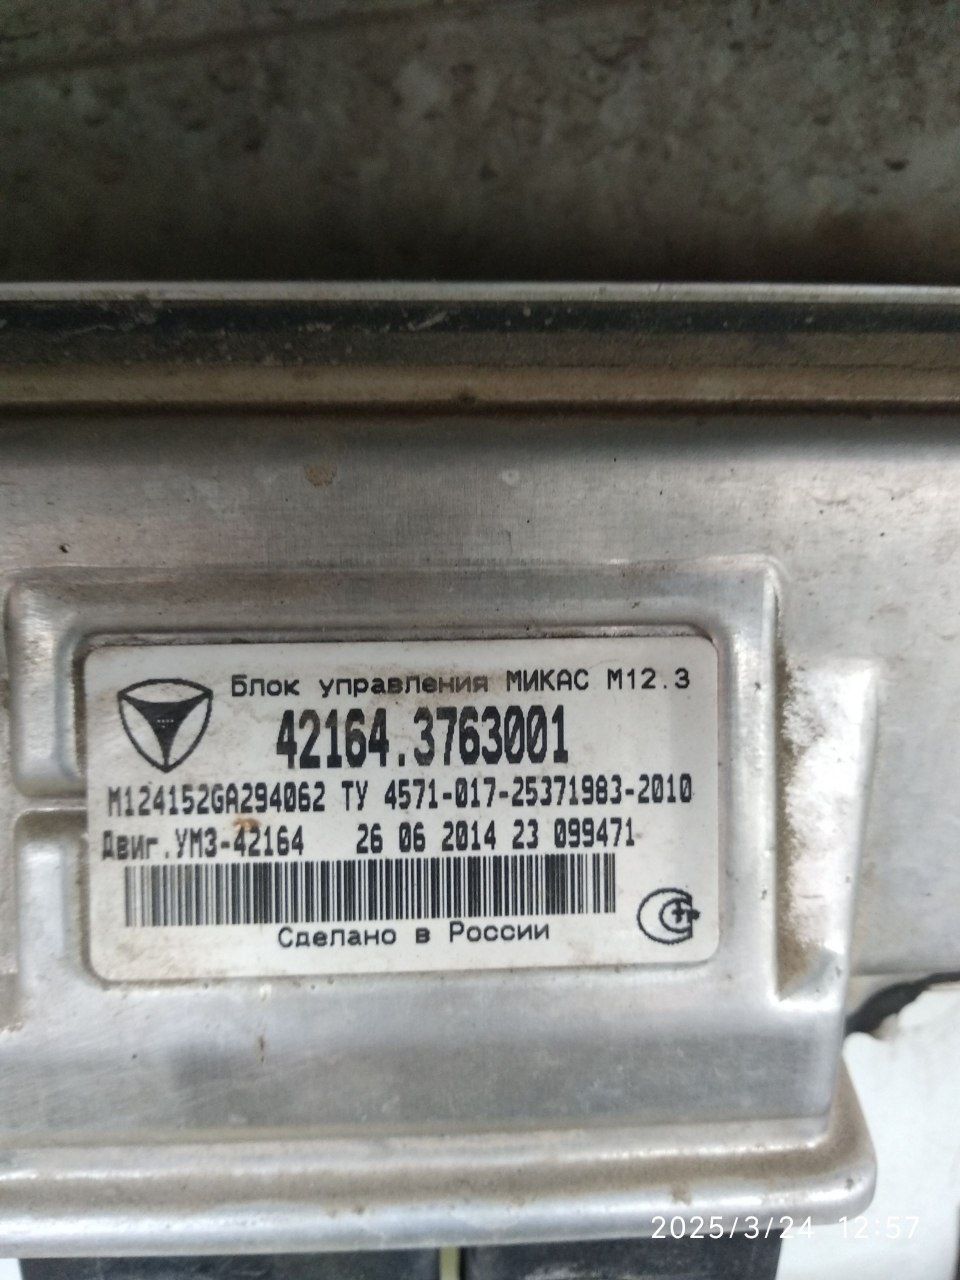 Блок управления МИКАС М12.3
42164.3763001
M124152GA294062 ТУ 4571-017-25371983-2010
Двиг.УМЗ-42164 26 06 2014 23 099471
Сделано в России
2025/3/24 12:57